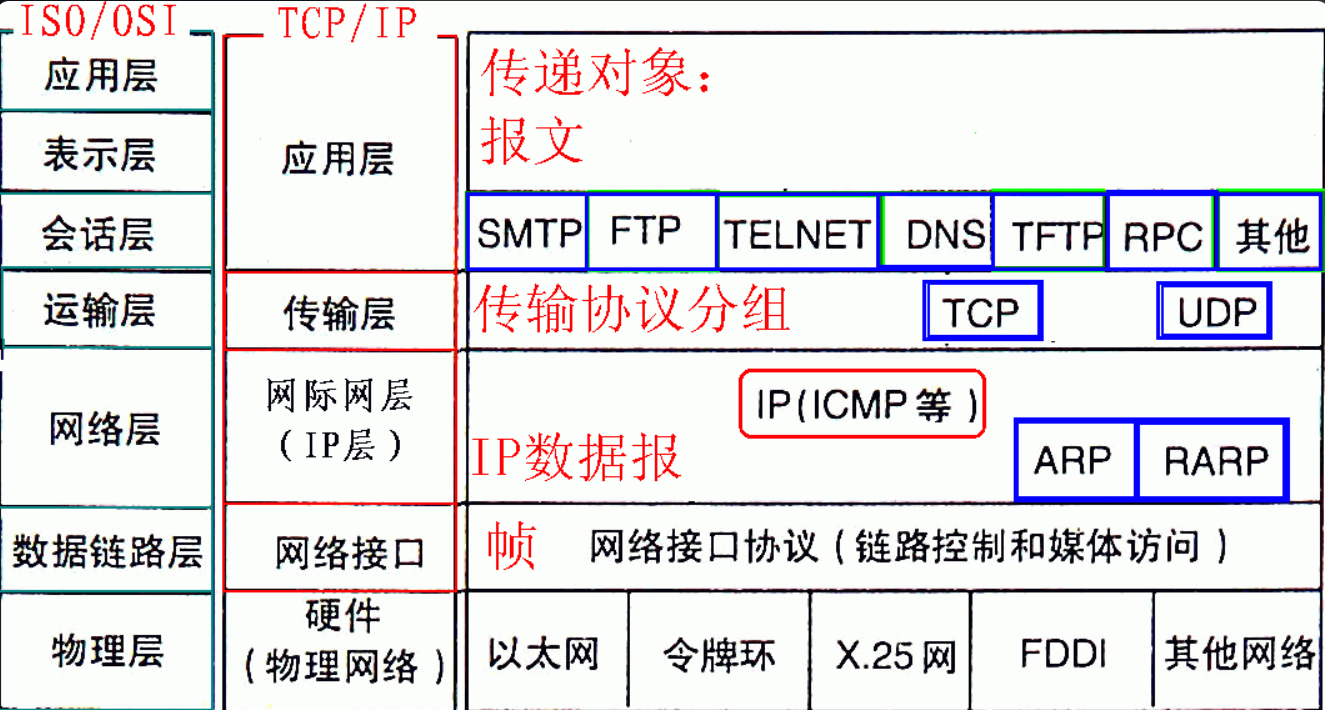 ISO/OSI
TCP/IP
应用层
表示层
会话层
运输层
网络层
数据链路层
物理层
应用层
传输层
网际网层
(IP层)
网络接口
硬件
(物理网络)
传递对象：
报文
SMTP FTP TELNET DNS TFTP RPC 其他
传输协议分组 TCP UDP
IP(ICMP等)
IP数据报 ARP RARP
帧 网络接口协议(链路控制和媒体访问)
以太网 令牌环 X.25网 FDDI 其他网络